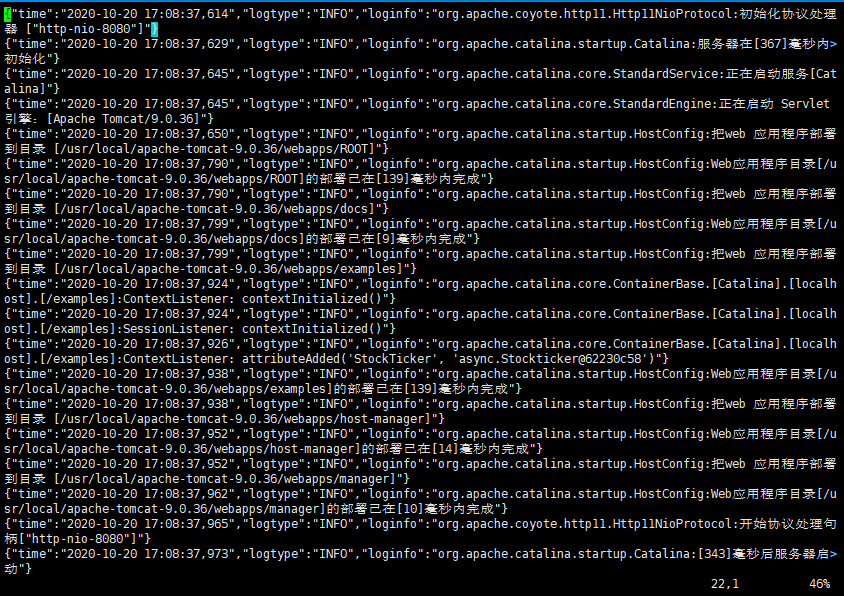 {"time":"2020-10-20 17:08:37,614","logtype":"INFO","loginfo":"org.apache.coyote.http11.Http11NioProtocol:初始化协议处理
器 ["http-nio-8080"]"}
{"time":"2020-10-20 17:08:37,629","logtype":"INFO","loginfo":"org.apache.catalina.startup.Catalina:服务器在[367]毫秒内>
初始化"}
{"time":"2020-10-20 17:08:37,645","logtype":"INFO","loginfo":"org.apache.catalina.core.StandardService:正在启动服务[Cat
alina]"}
{"time":"2020-10-20 17:08:37,645","logtype":"INFO","loginfo":"org.apache.catalina.core.StandardEngine:正在启动 Servlet
引擎：[Apache Tomcat/9.0.36]"}
{"time":"2020-10-20 17:08:37,650","logtype":"INFO","loginfo":"org.apache.catalina.startup.HostConfig:把web 应用程序部署
到目录 [/usr/local/apache-tomcat-9.0.36/webapps/ROOT]"}
{"time":"2020-10-20 17:08:37,790","logtype":"INFO","loginfo":"org.apache.catalina.startup.HostConfig:Web应用程序目录[/u
sr/local/apache-tomcat-9.0.36/webapps/ROOT]的部署已在[139]毫秒内完成"}
{"time":"2020-10-20 17:08:37,790","logtype":"INFO","loginfo":"org.apache.catalina.startup.HostConfig:把web 应用程序部署
到目录 [/usr/local/apache-tomcat-9.0.36/webapps/docs]"}
{"time":"2020-10-20 17:08:37,799","logtype":"INFO","loginfo":"org.apache.catalina.startup.HostConfig:Web应用程序目录[/u
sr/local/apache-tomcat-9.0.36/webapps/docs]的部署已在[9]毫秒内完成"}
{"time":"2020-10-20 17:08:37,799","logtype":"INFO","loginfo":"org.apache.catalina.startup.HostConfig:把web 应用程序部署
到目录 [/usr/local/apache-tomcat-9.0.36/webapps/examples]"}
{"time":"2020-10-20 17:08:37,924","logtype":"INFO","loginfo":"org.apache.catalina.core.ContainerBase.[Catalina].[localh
ost].[/examples]:ContextListener: contextInitialized()"}
{"time":"2020-10-20 17:08:37,924","logtype":"INFO","loginfo":"org.apache.catalina.core.ContainerBase.[Catalina].[localh
ost].[/examples]:SessionListener: contextInitialized()"}
{"time":"2020-10-20 17:08:37,926","logtype":"INFO","loginfo":"org.apache.catalina.core.ContainerBase.[Catalina].[localh
ost].[/examples]:ContextListener: attributeAdded('StockTicker', 'async.Stockticker@62230c58')"}
{"time":"2020-10-20 17:08:37,938","logtype":"INFO","loginfo":"org.apache.catalina.startup.HostConfig:Web应用程序目录[/u
sr/local/apache-tomcat-9.0.36/webapps/examples]的部署已在[139]毫秒内完成"}
{"time":"2020-10-20 17:08:37,938","logtype":"INFO","loginfo":"org.apache.catalina.startup.HostConfig:把web 应用程序部署
到目录 [/usr/local/apache-tomcat-9.0.36/webapps/host-manager]"}
{"time":"2020-10-20 17:08:37,952","logtype":"INFO","loginfo":"org.apache.catalina.startup.HostConfig:Web应用程序目录[/u
sr/local/apache-tomcat-9.0.36/webapps/host-manager]的部署已在[14]毫秒内完成"}
{"time":"2020-10-20 17:08:37,952","logtype":"INFO","loginfo":"org.apache.catalina.startup.HostConfig:把web 应用程序部署
到目录 [/usr/local/apache-tomcat-9.0.36/webapps/manager]"}
{"time":"2020-10-20 17:08:37,962","logtype":"INFO","loginfo":"org.apache.catalina.startup.HostConfig:Web应用程序目录[/u
sr/local/apache-tomcat-9.0.36/webapps/manager]的部署已在[10]毫秒内完成"}
{"time":"2020-10-20 17:08:37,965","logtype":"INFO","loginfo":"org.apache.coyote.http11.Http11NioProtocol:开始协议处理句
柄["http-nio-8080"]"}
{"time":"2020-10-20 17:08:37,973","logtype":"INFO","loginfo":"org.apache.catalina.startup.Catalina:[343]毫秒后服务器启>
动"}
22,1 46%